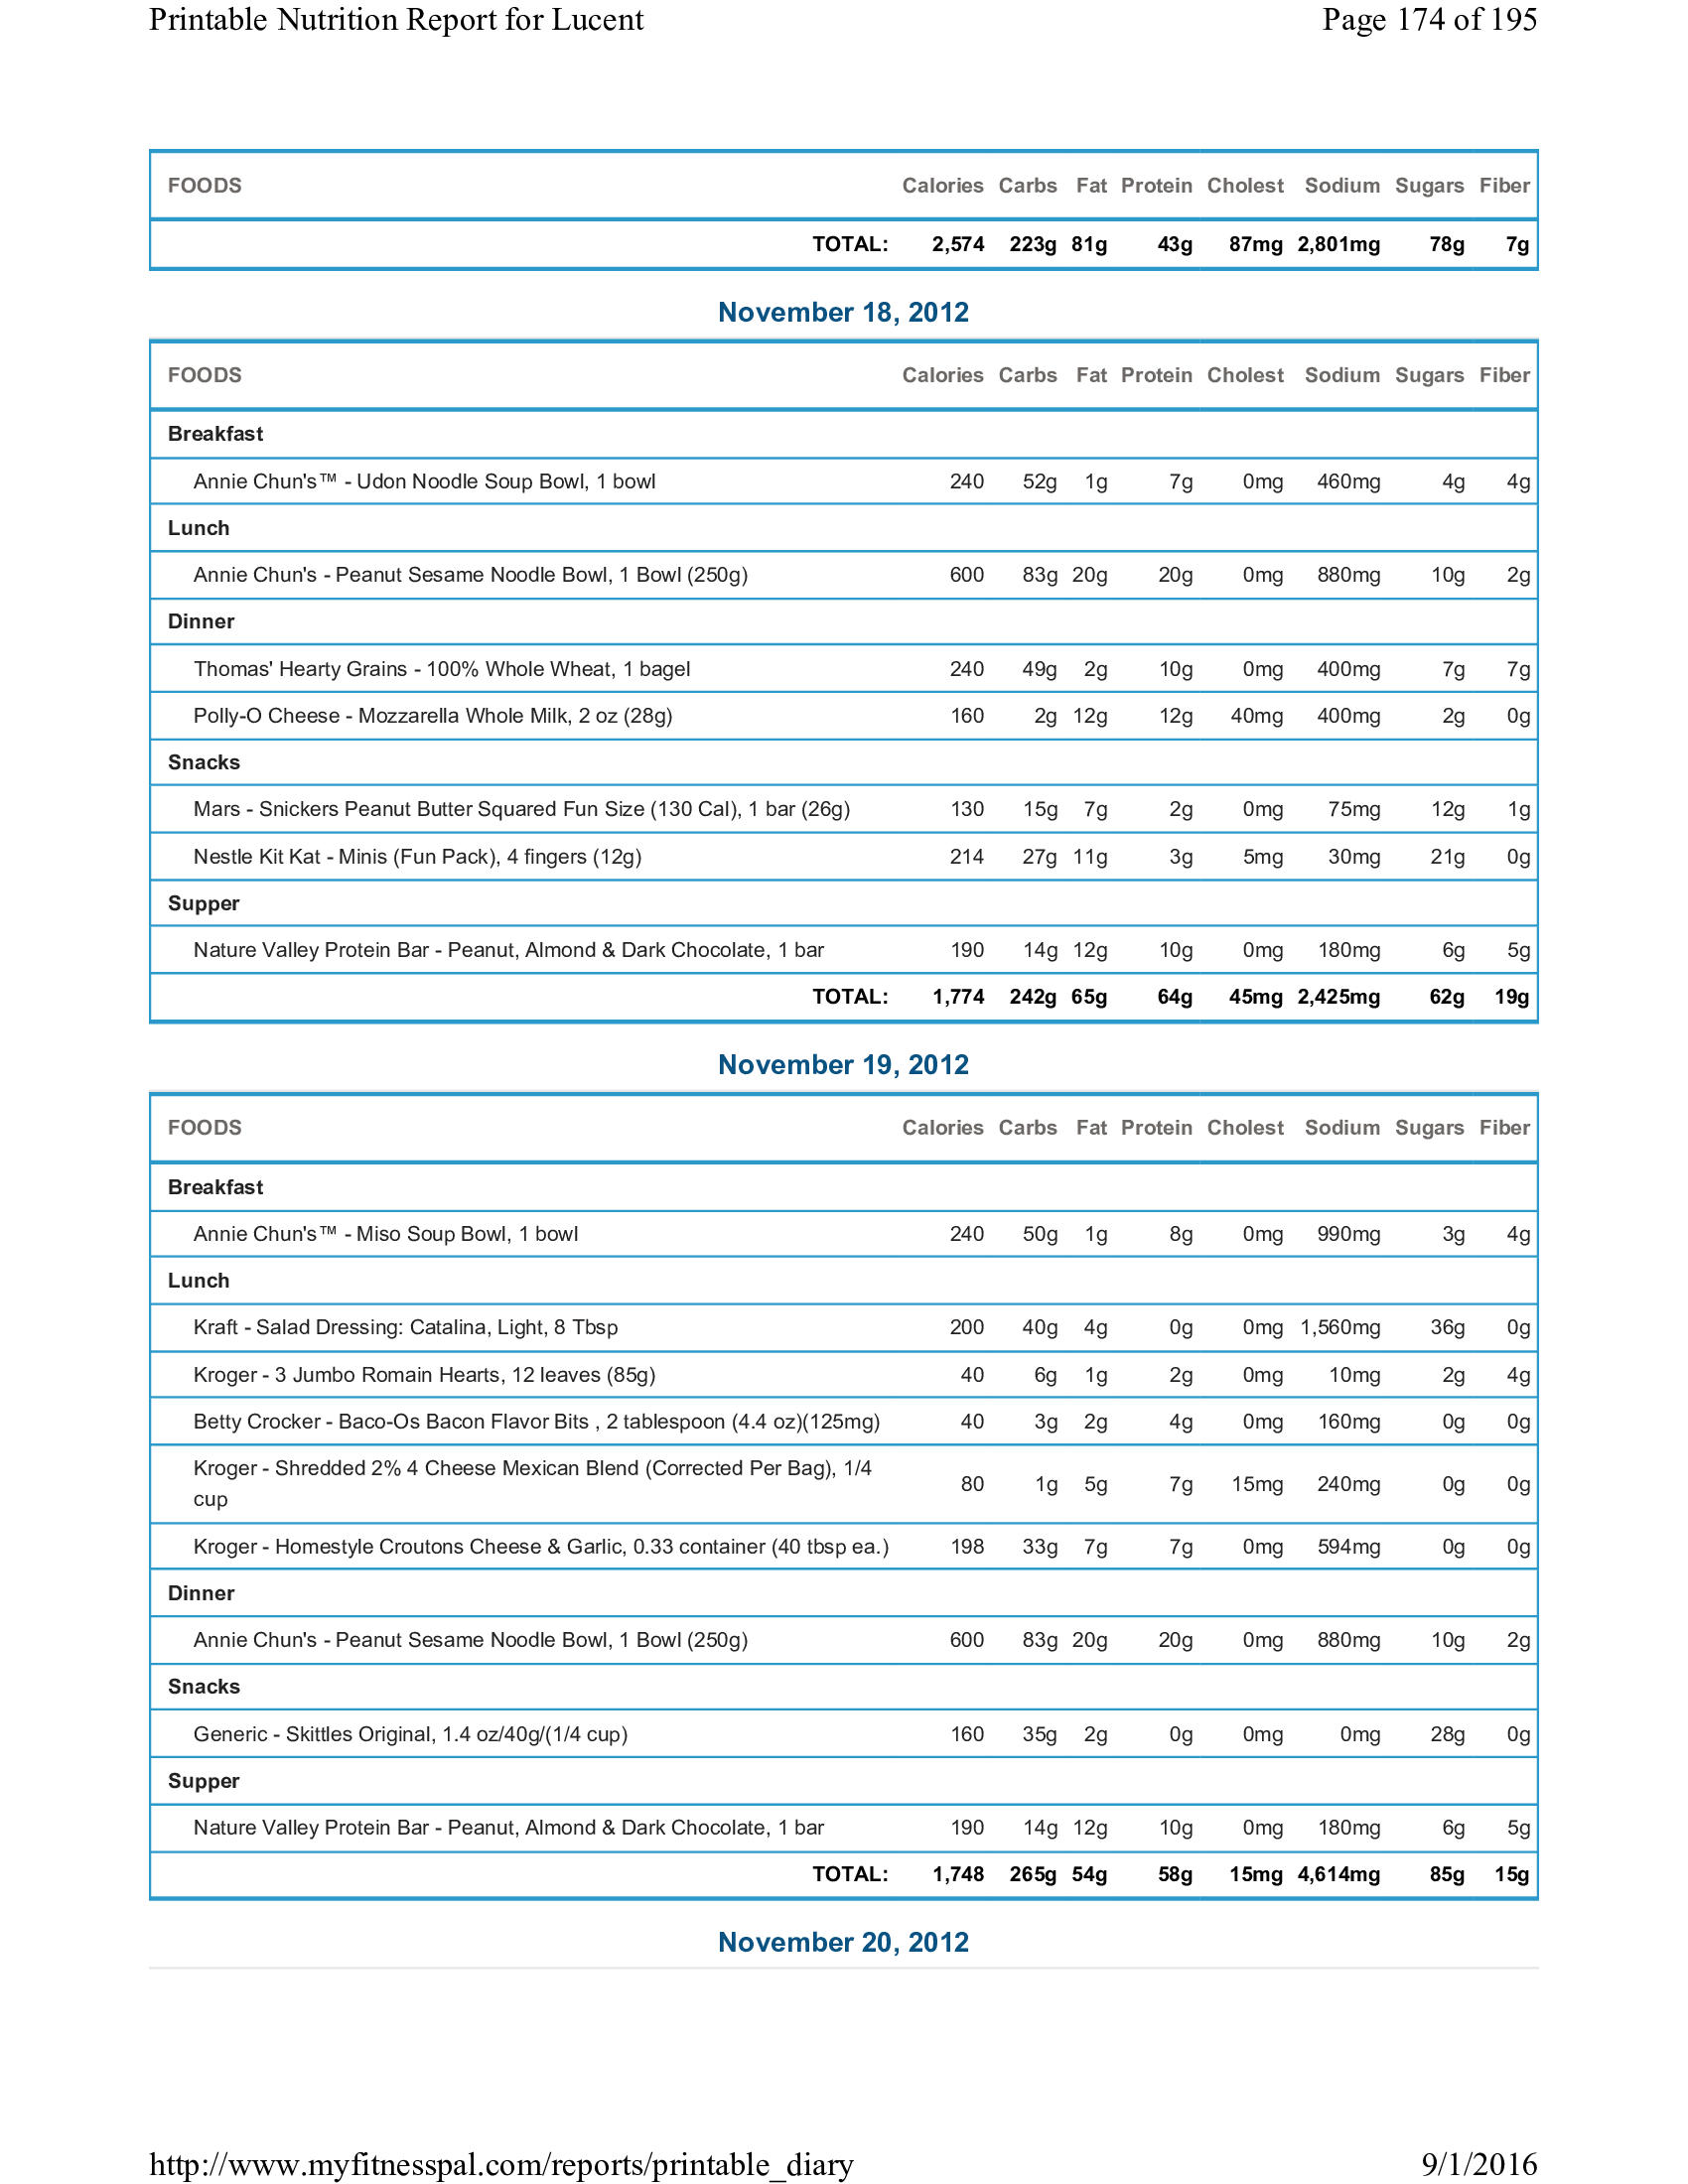 Printable Nutrition Report for Lucent Page 174 of 195
FOODS Calories Carbs Fat Protein Cholest Sodium Sugars Fiber
TOTAL: 2,574 223g 81g 43g 87mg 2,801mg 78g 7g
November 18, 2012
FOODS Calories Carbs Fat Protein Cholest Sodium Sugars Fiber
Breakfast
Annie Chun's™ - Udon Noodle Soup Bowl, 1 bowl 240 52g 1g 7g 0mg 460mg 4g 4g
Lunch
Annie Chun's - Peanut Sesame Noodle Bowl, 1 Bowl (250g) 600 83g 20g 20g 0mg 880mg 10g 2g
Dinner
Thomas' Hearty Grains - 100% Whole Wheat, 1 bagel 240 49g 2g 10g 0mg 400mg 7g 7g
Polly-O Cheese - Mozzarella Whole Milk, 2 oz (28g) 160 2g 12g 12g 40mg 400mg 2g 0g
Snacks
Mars - Snickers Peanut Butter Squared Fun Size (130 Cal), 1 bar (26g) 130 15g 7g 2g 0mg 75mg 12g 1g
Nestle Kit Kat - Minis (Fun Pack), 4 fingers (12g) 214 27g 11g 3g 5mg 30mg 21g 0g
Supper
Nature Valley Protein Bar - Peanut, Almond & Dark Chocolate, 1 bar 190 14g 12g 10g 0mg 180mg 6g 5g
TOTAL: 1,774 242g 65g 64g 45mg 2,425mg 62g 19g
November 19, 2012
FOODS Calories Carbs Fat Protein Cholest Sodium Sugars Fiber
Breakfast
Annie Chun's™ - Miso Soup Bowl, 1 bowl 240 50g 1g 8g 0mg 990mg 3g 4g
Lunch
Kraft - Salad Dressing: Catalina, Light, 8 Tbsp 200 40g 4g 0g 0mg 1,560mg 36g 0g
Kroger - 3 Jumbo Romain Hearts, 12 leaves (85g) 40 6g 1g 2g 0mg 10mg 2g 4g
Betty Crocker - Baco-Os Bacon Flavor Bits , 2 tablespoon (4.4 oz)(125mg) 40 3g 2g 4g 0mg 160mg 0g 0g
Kroger - Shredded 2% 4 Cheese Mexican Blend (Corrected Per Bag), 1/4
cup 80 1g 5g 7g 15mg 240mg 0g 0g
Kroger - Homestyle Croutons Cheese & Garlic, 0.33 container (40 tbsp ea.) 198 33g 7g 7g 0mg 594mg 0g 0g
Dinner
Annie Chun's - Peanut Sesame Noodle Bowl, 1 Bowl (250g) 600 83g 20g 20g 0mg 880mg 10g 2g
Snacks
Generic - Skittles Original, 1.4 oz/40g/(1/4 cup) 160 35g 2g 0g 0mg 0mg 28g 0g
Supper
Nature Valley Protein Bar - Peanut, Almond & Dark Chocolate, 1 bar 190 14g 12g 10g 0mg 180mg 6g 5g
TOTAL: 1,748 265g 54g 58g 15mg 4,614mg 85g 15g
November 20, 2012
http://www.myfitnesspal.com/reports/printable_diary 9/1/2016